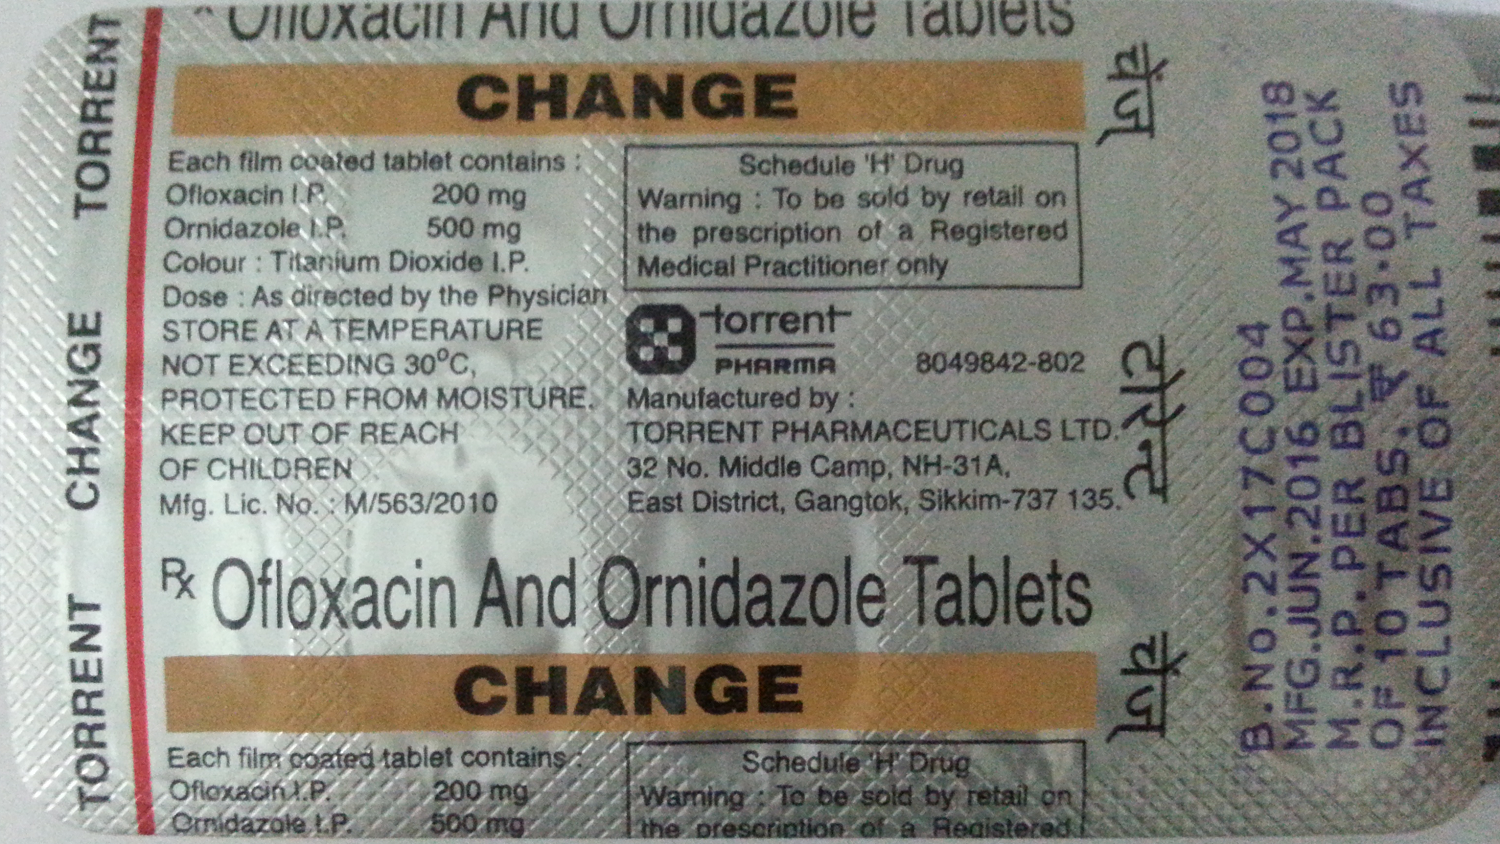 Ofloxacin And Ornidazole Tablets
CHANGE
Each film coated tablet contains :
Ofloxacin I.P. 200 mg
Ornidazole I.P. 500 mg
Colour : Titanium Dioxide I.P.
Dose : As directed by the Physician
STORE AT A TEMPERATURE
NOT EXCEEDING 30⁰C,
PROTECTED FROM MOISTURE.
KEEP OUT OF REACH
OF CHILDREN
Mfg. Lic. No. : M/563/2010
Schedule 'H' Drug
Warning : To be sold by retail on
the prescription of a Registered
Medical Practitioner only
torrent
PHARMA 8049842-802
Manufactured by :
TORRENT PHARMACEUTICALS LTD.
32 No. Middle Camp, NH-31A,
East District, Gangtok, Sikkim-737 135.
Rx Ofloxacin And Ornidazole Tablets
CHANGE
Each film coated tablet contains :
Ofloxacin I.P. 200 mg
Ornidazole I.P. 500 mg
Schedule 'H' Drug
Warning : To be sold by retail on
the prescription of a Registered
TORRENT CHANGE TORRENT
चेंज टोरेन्ट चेंज
B.NO.2X17C004
MFG.JUN.2016 EXP.MAY 2018
M.R.P. PER BLISTER PACK
OF 10 TABS. ₹ 63.00
INCLUSIVE OF ALL TAXES